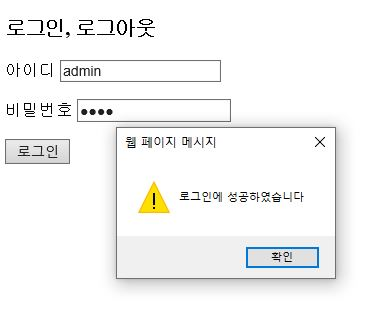 로그인, 로그아웃
아이디 admin
비밀번호 ●●●●
로그인
웹 페이지 메시지
로그인에 성공하였습니다
확인